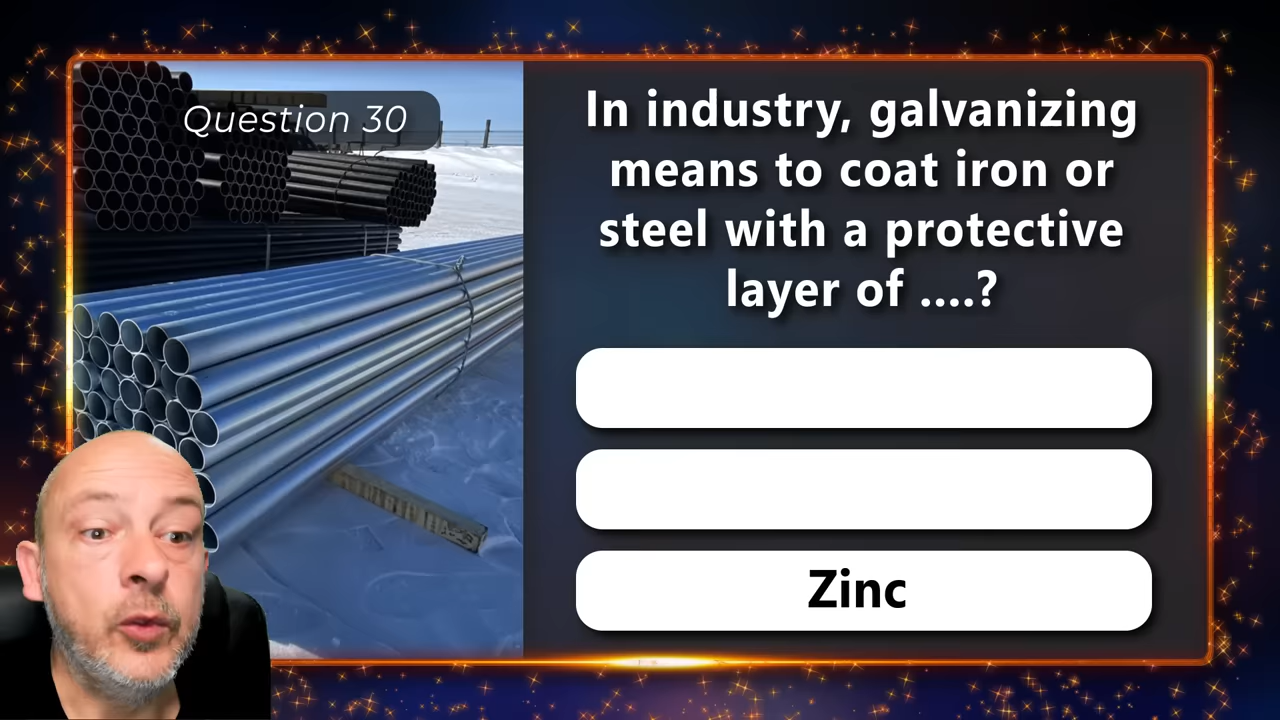 Question 30
In industry, galvanizing
means to coat iron or
steel with a protective
layer of ....?
Zinc